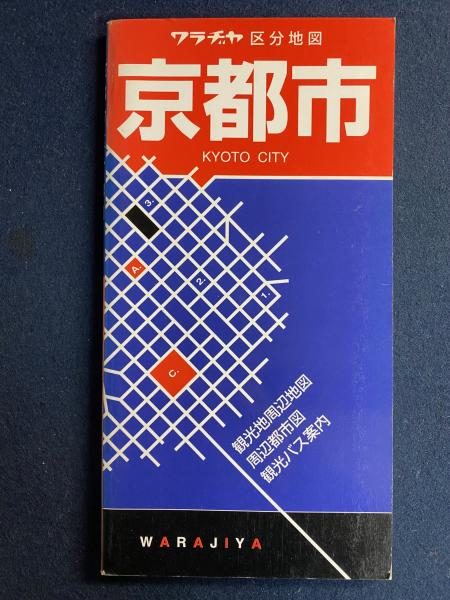 ワラヂヤ 区分地図
京都市
KYOTO CITY
3.
A.
2.
1.
C.
観光地周辺地図
周辺都市図
観光バス案内
WARAJIYA